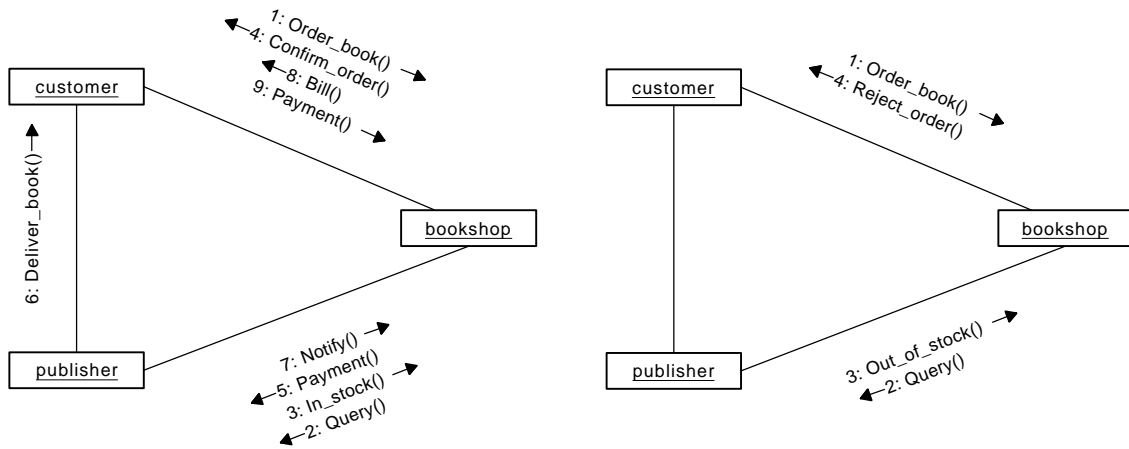 1: Order_book()
4: Confirm_order()
8: Bill()
9: Payment()
customer
6: Deliver_book()
bookshop
publisher
7: Notify()
5: Payment()
3: In_stock()
2: Query()
1: Order_book()
4: Reject_order()
customer
bookshop
publisher
3: Out_of_stock()
2: Query()